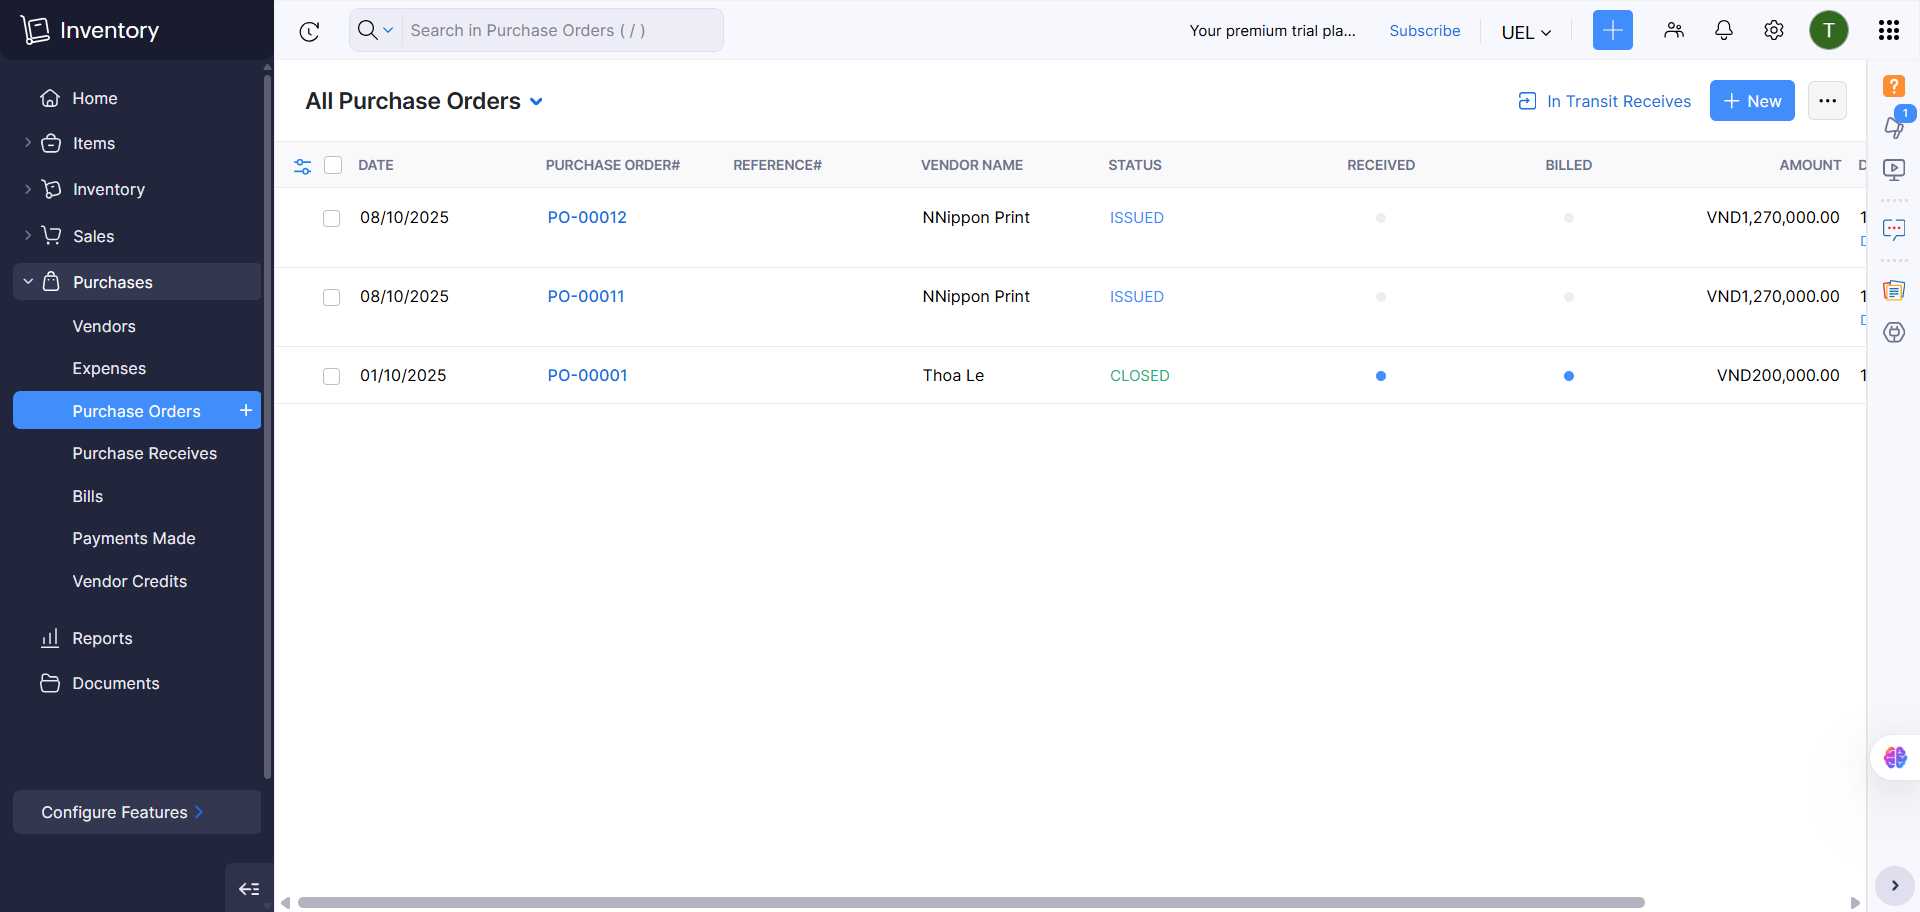 Inventory
Search in Purchase Orders ( / )
Your premium trial pla...
Subscribe
UEL
T
Home
Items
Inventory
Sales
Purchases
Vendors
Expenses
Purchase Orders +
Purchase Receives
Bills
Payments Made
Vendor Credits
Reports
Documents
Configure Features
All Purchase Orders
In Transit Receives
+ New
DATE PURCHASE ORDER# REFERENCE# VENDOR NAME STATUS RECEIVED BILLED AMOUNT D
08/10/2025 PO-00012 NNippon Print ISSUED VND1,270,000.00 1
D
08/10/2025 PO-00011 NNippon Print ISSUED VND1,270,000.00 1
D
01/10/2025 PO-00001 Thoa Le CLOSED VND200,000.00 1
?
1